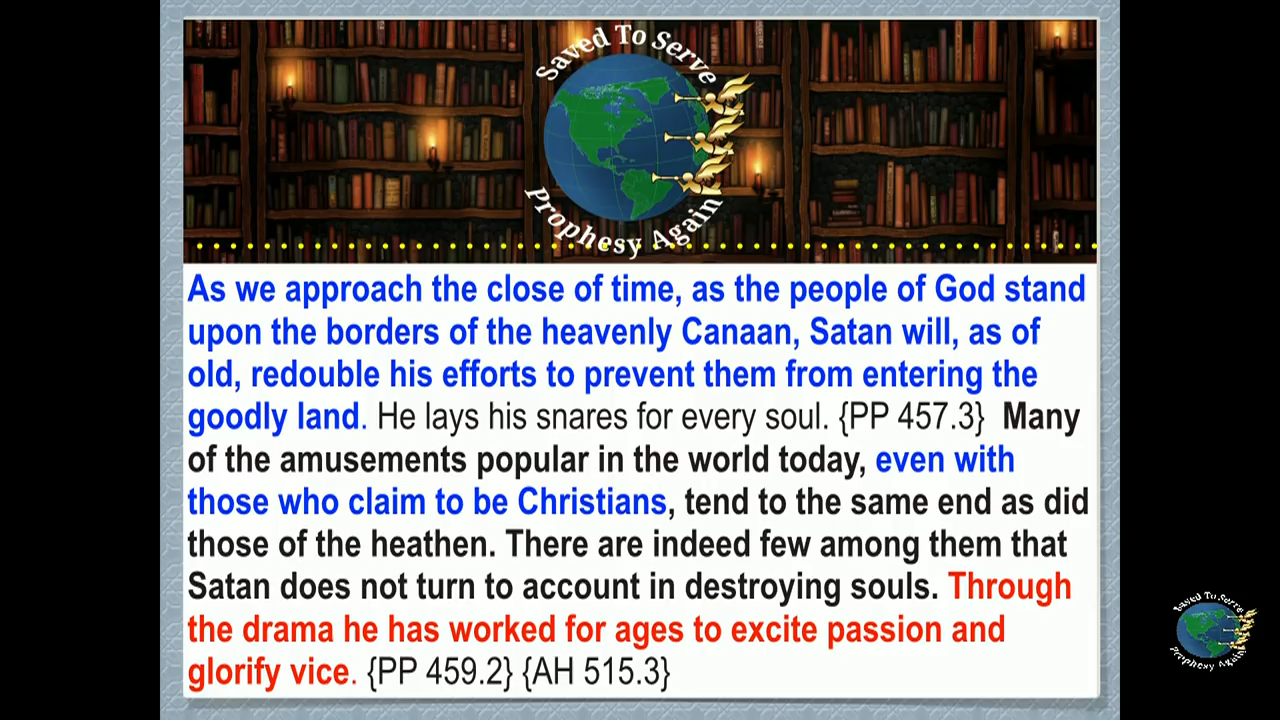 Saved To Serve
Prophesy Again
As we approach the close of time, as the people of God stand
upon the borders of the heavenly Canaan, Satan will, as of
old, redouble his efforts to prevent them from entering the
goodly land. He lays his snares for every soul. {PP 457.3} Many
of the amusements popular in the world today, even with
those who claim to be Christians, tend to the same end as did
those of the heathen. There are indeed few among them that
Satan does not turn to account in destroying souls. Through
the drama he has worked for ages to excite passion and
glorify vice. {PP 459.2} {AH 515.3}
Saved To Serve
Prophesy Again